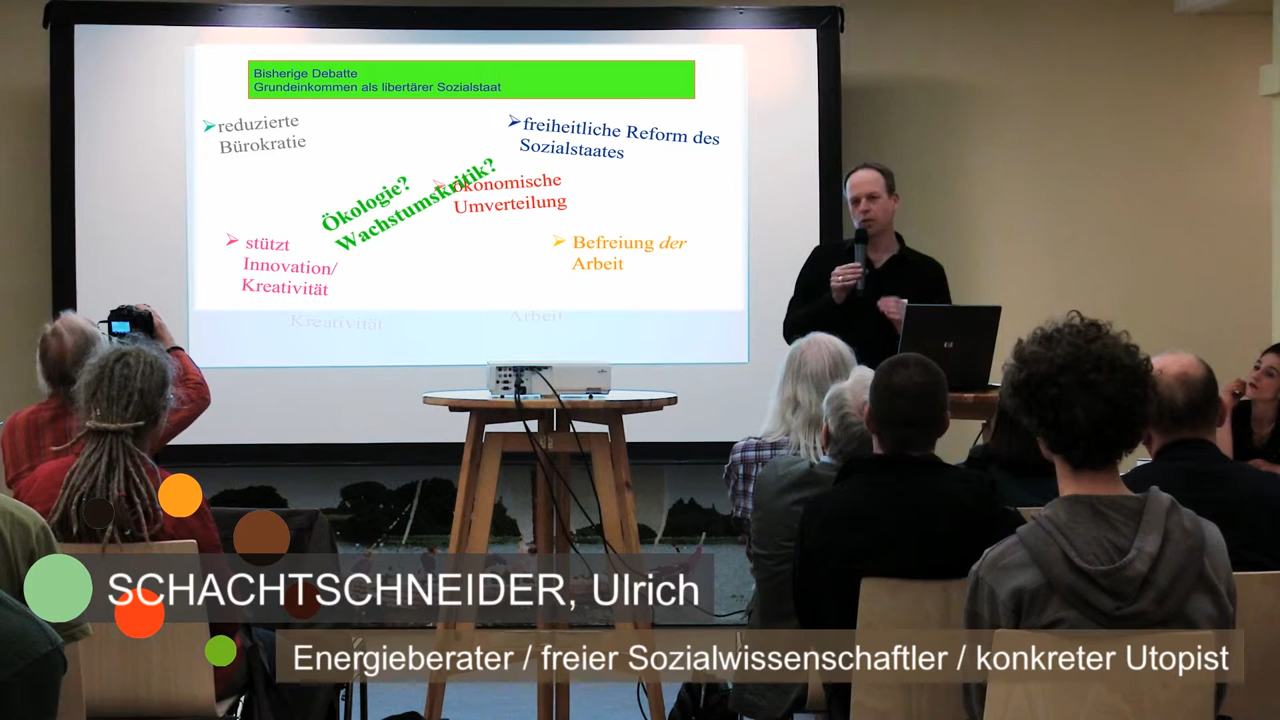 Bisherige Debatte
Grundeinkommen als libertärer Sozialstaat
reduzierte
Bürokratie
freiheitliche Reform des
Sozialstaates
Ökologie?
Wachstumskritik?
ökonomische
Umverteilung
stützt
Innovation/
Kreativität
Befreiung der
Arbeit
Kreativität
Arbeit
hp
SCHACHTSCHNEIDER, Ulrich
Energieberater / freier Sozialwissenschaftler / konkreter Utopist